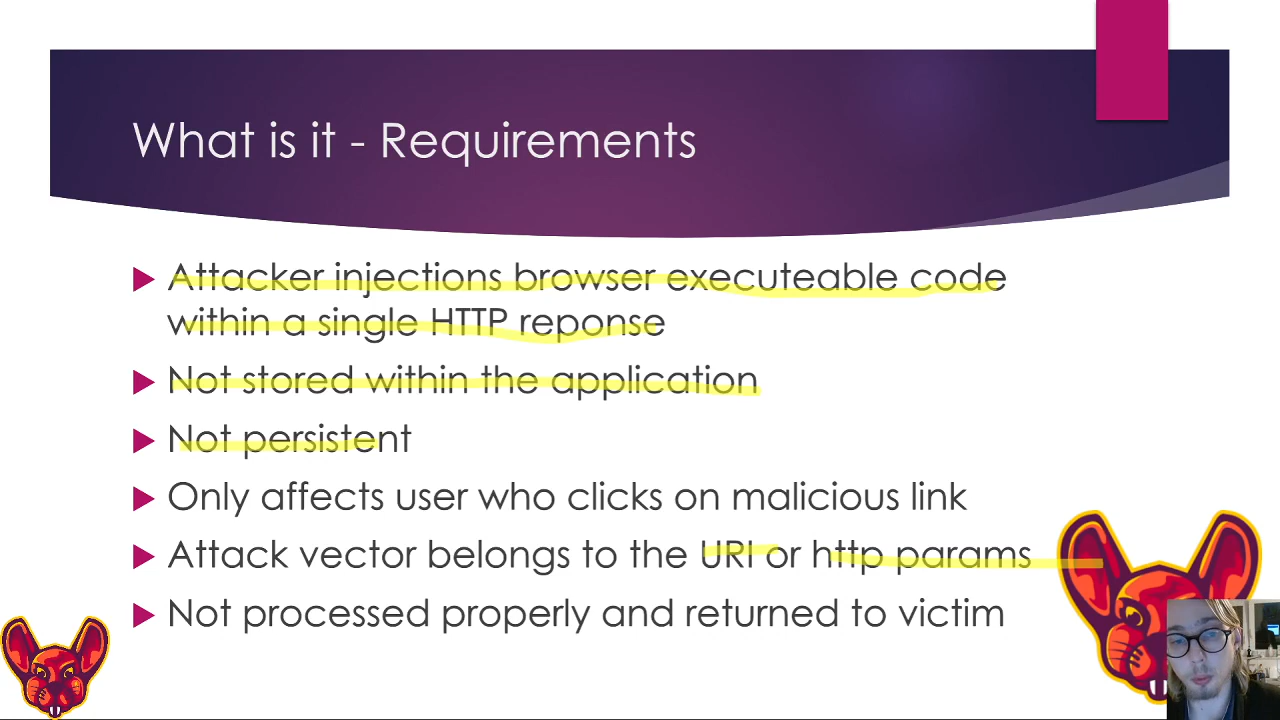 What is it - Requirements
Attacker injections browser executeable code
within a single HTTP reponse
Not stored within the application
Not persistent
Only affects user who clicks on malicious link
Attack vector belongs to the URI or http params
Not processed properly and returned to victim